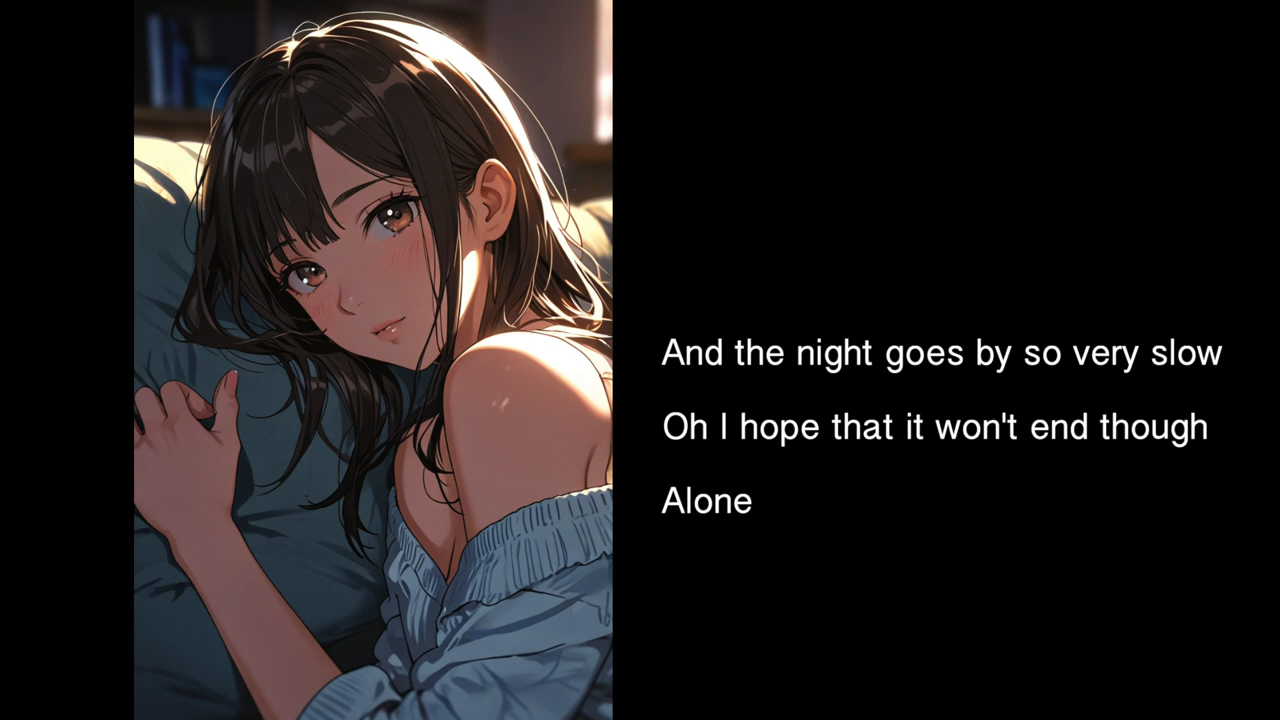 And the night goes by so very slow
Oh I hope that it won't end though
Alone